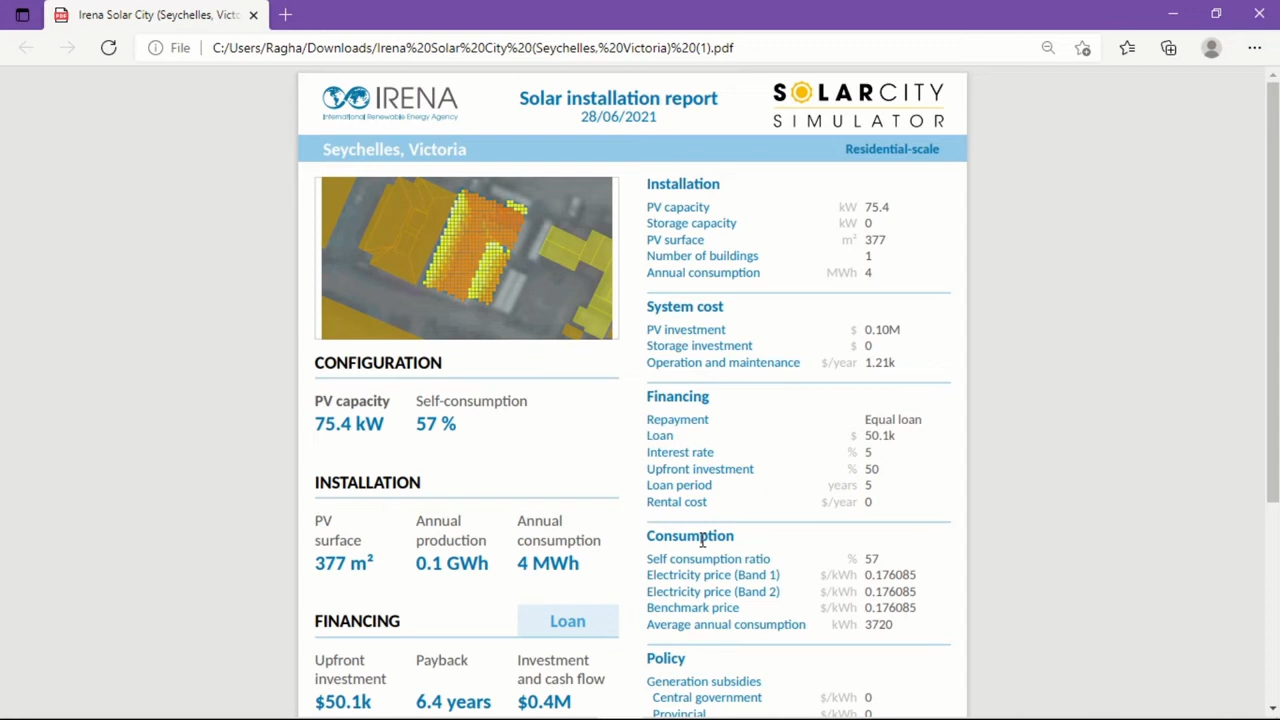 Irena Solar City (Seychelles, Victo
File
C:/Users/Ragha/Downloads/Irena%20Solar%20City%20(Seychelles,%20Victoria)%20(1).pdf
IRENA
International Renewable Energy Agency
Solar installation report
28/06/2021
SOLARCITY
SIMULATOR
Seychelles, Victoria
Residential-scale
CONFIGURATION
PV capacity Self-consumption
75.4 kW 57 %
INSTALLATION
PV Annual Annual
surface production consumption
377 m² 0.1 GWh 4 MWh
FINANCING Loan
Upfront Payback Investment
investment and cash flow
$50.1k 6.4 years $0.4M
Installation
PV capacity kW 75.4
Storage capacity kW 0
PV surface m² 377
Number of buildings 1
Annual consumption MWh 4
System cost
PV investment $ 0.10M
Storage investment $ 0
Operation and maintenance $/year 1.21k
Financing
Repayment Equal loan
Loan $ 50.1k
Interest rate % 5
Upfront investment % 50
Loan period years 5
Rental cost $/year 0
Consumption
Self consumption ratio % 57
Electricity price (Band 1) $/kWh 0.176085
Electricity price (Band 2) $/kWh 0.176085
Benchmark price $/kWh 0.176085
Average annual consumption kWh 3720
Policy
Generation subsidies
Central government $/kWh 0
Provincial $/kWh 0